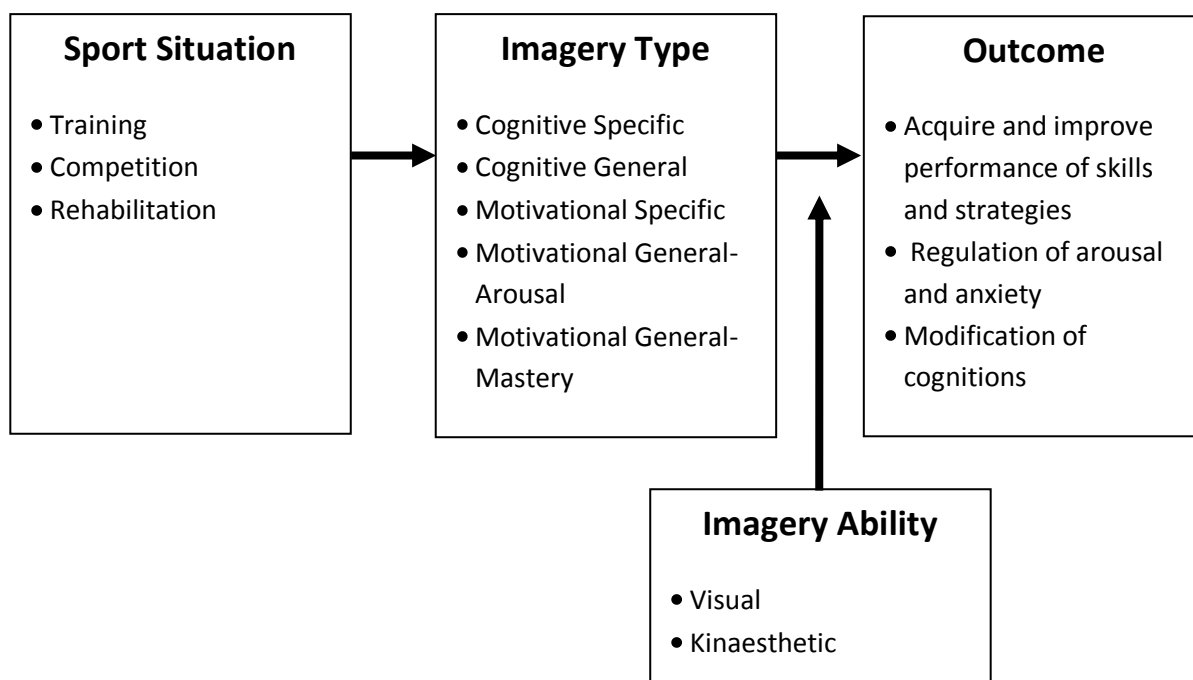 Sport Situation
• Training
• Competition
• Rehabilitation
Imagery Type
• Cognitive Specific
• Cognitive General
• Motivational Specific
• Motivational General-
Arousal
• Motivational General-
Mastery
Outcome
• Acquire and improve
performance of skills
and strategies
• Regulation of arousal
and anxiety
• Modification of
cognitions
Imagery Ability
• Visual
• Kinaesthetic